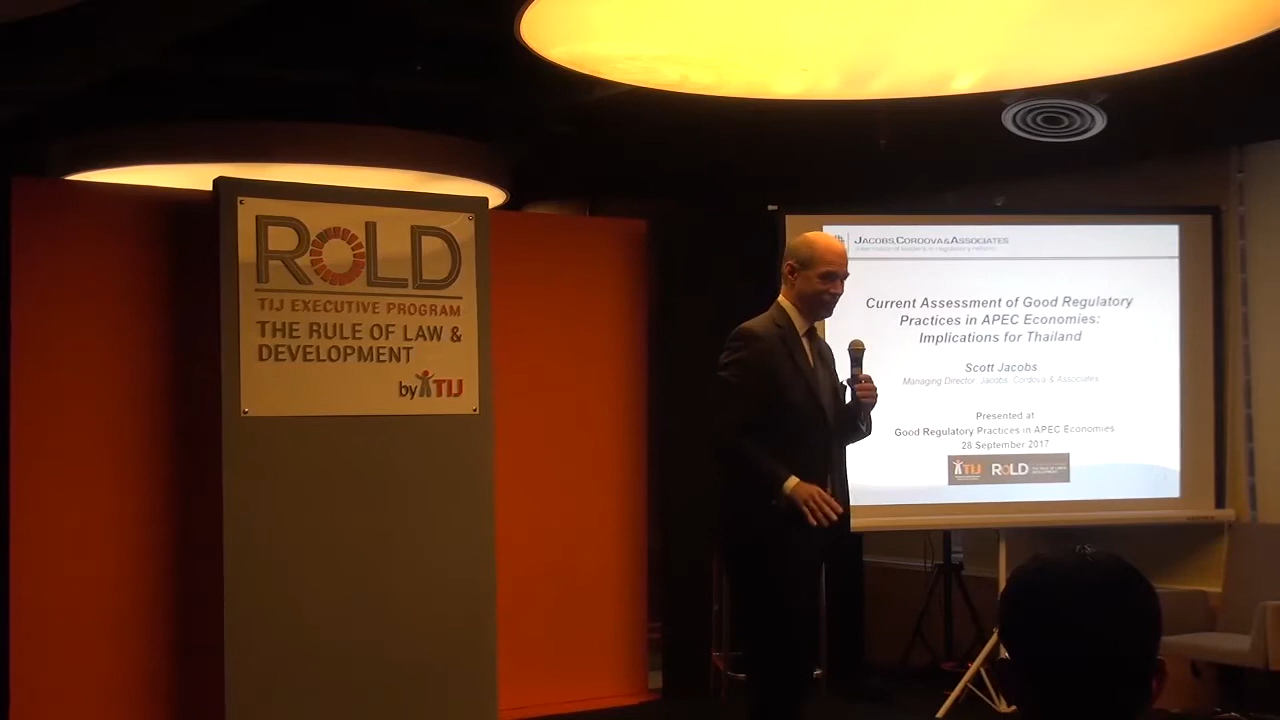 RoLD
TIJ EXECUTIVE PROGRAM
THE RULE OF LAW &
DEVELOPMENT
by TIJ
JACOBS, CORDOVA & ASSOCIATES
Current Assessment of Good Regulatory
Practices in APEC Economies:
Implications for Thailand
Scott Jacobs
Managing Director, Jacobs, Cordova & Associates
Presented at
Good Regulatory Practices in APEC Economies
28 September 2017
TIJ RoLD